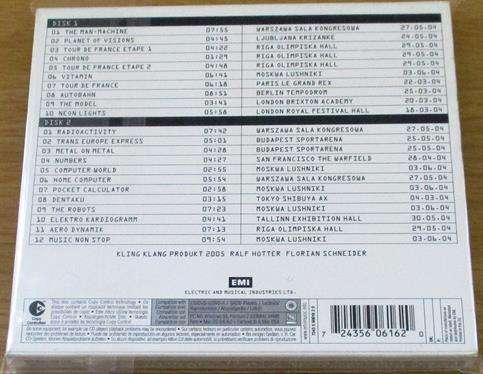 DISK 1
01 THE MAN-MACHINE 07:55 WARSZAWA SALA KONGRESOWA 27-05-04
02 PLANET OF VISIONS 04:45 LJUBLJANA KRIZANKE 24-05-04
03 TOUR DE FRANCE ETAPE 1 04:22 RIGA OLIMPISKA HALL 29-05-04
04 CHRONO 01:29 RIGA OLIMPISKA HALL 29-05-04
05 TOUR DE FRANCE ETAPE 2 04:48 RIGA OLIMPISKA HALL 29-05-04
06 VITAMIN 06:41 MOSKWA LUSHNIKI 03-06-04
07 TOUR DE FRANCE 06:18 PARIS LE GRAND REX 22-03-04
08 AUTOBAHN 08:51 BERLIN TEMPODROM 25-03-04
09 THE MODEL 03:41 LONDON BRIXTON ACADEMY 20-03-04
10 NEON LIGHTS 05:58 LONDON ROYAL FESTIVAL HALL 18-03-04
DISK 2
01 RADIOACTIVITY 07:42 WARSZAWA SALA KONGRESOWA 27-05-04
02 TRANS EUROPE EXPRESS 05:01 BUDAPEST SPORTARENA 25-05-04
03 METAL ON METAL 04:28 BUDAPEST SPORTARENA 25-05-04
04 NUMBERS 04:27 SAN FRANCISCO THE WARFIELD 28-04-04
05 COMPUTER WORLD 02:55 MOSKWA LUSHNIKI 03-06-04
06 HOME COMPUTER 05:54 WARSZAWA SALA KONGRESOWA 27-05-04
07 POCKET CALCULATOR 02:58 MOSKWA LUSHNIKI 03-06-04
08 DENTAKU 03:15 TOKYO SHIBUYA AX 04-03-04
09 THE ROBOTS 07:23 MOSKWA LUSHNIKI 03-06-04
10 ELEKTRO KARDIOGRAMM 04:41 TALLINN EXHIBITION HALL 30-05-04
11 AERO DYNAMIK 07:13 RIGA OLIMPISKA HALL 29-05-04
12 MUSIC NON STOP 09:54 MOSKWA LUSHNIKI 03-06-04
KLING KLANG PRODUKT 2005 RALF HÜTTER FLORIAN SCHNEIDER
EMI
ELECTRIC AND MUSICAL INDUSTRIES LTD.
Copy Control
7 24356 06162 0